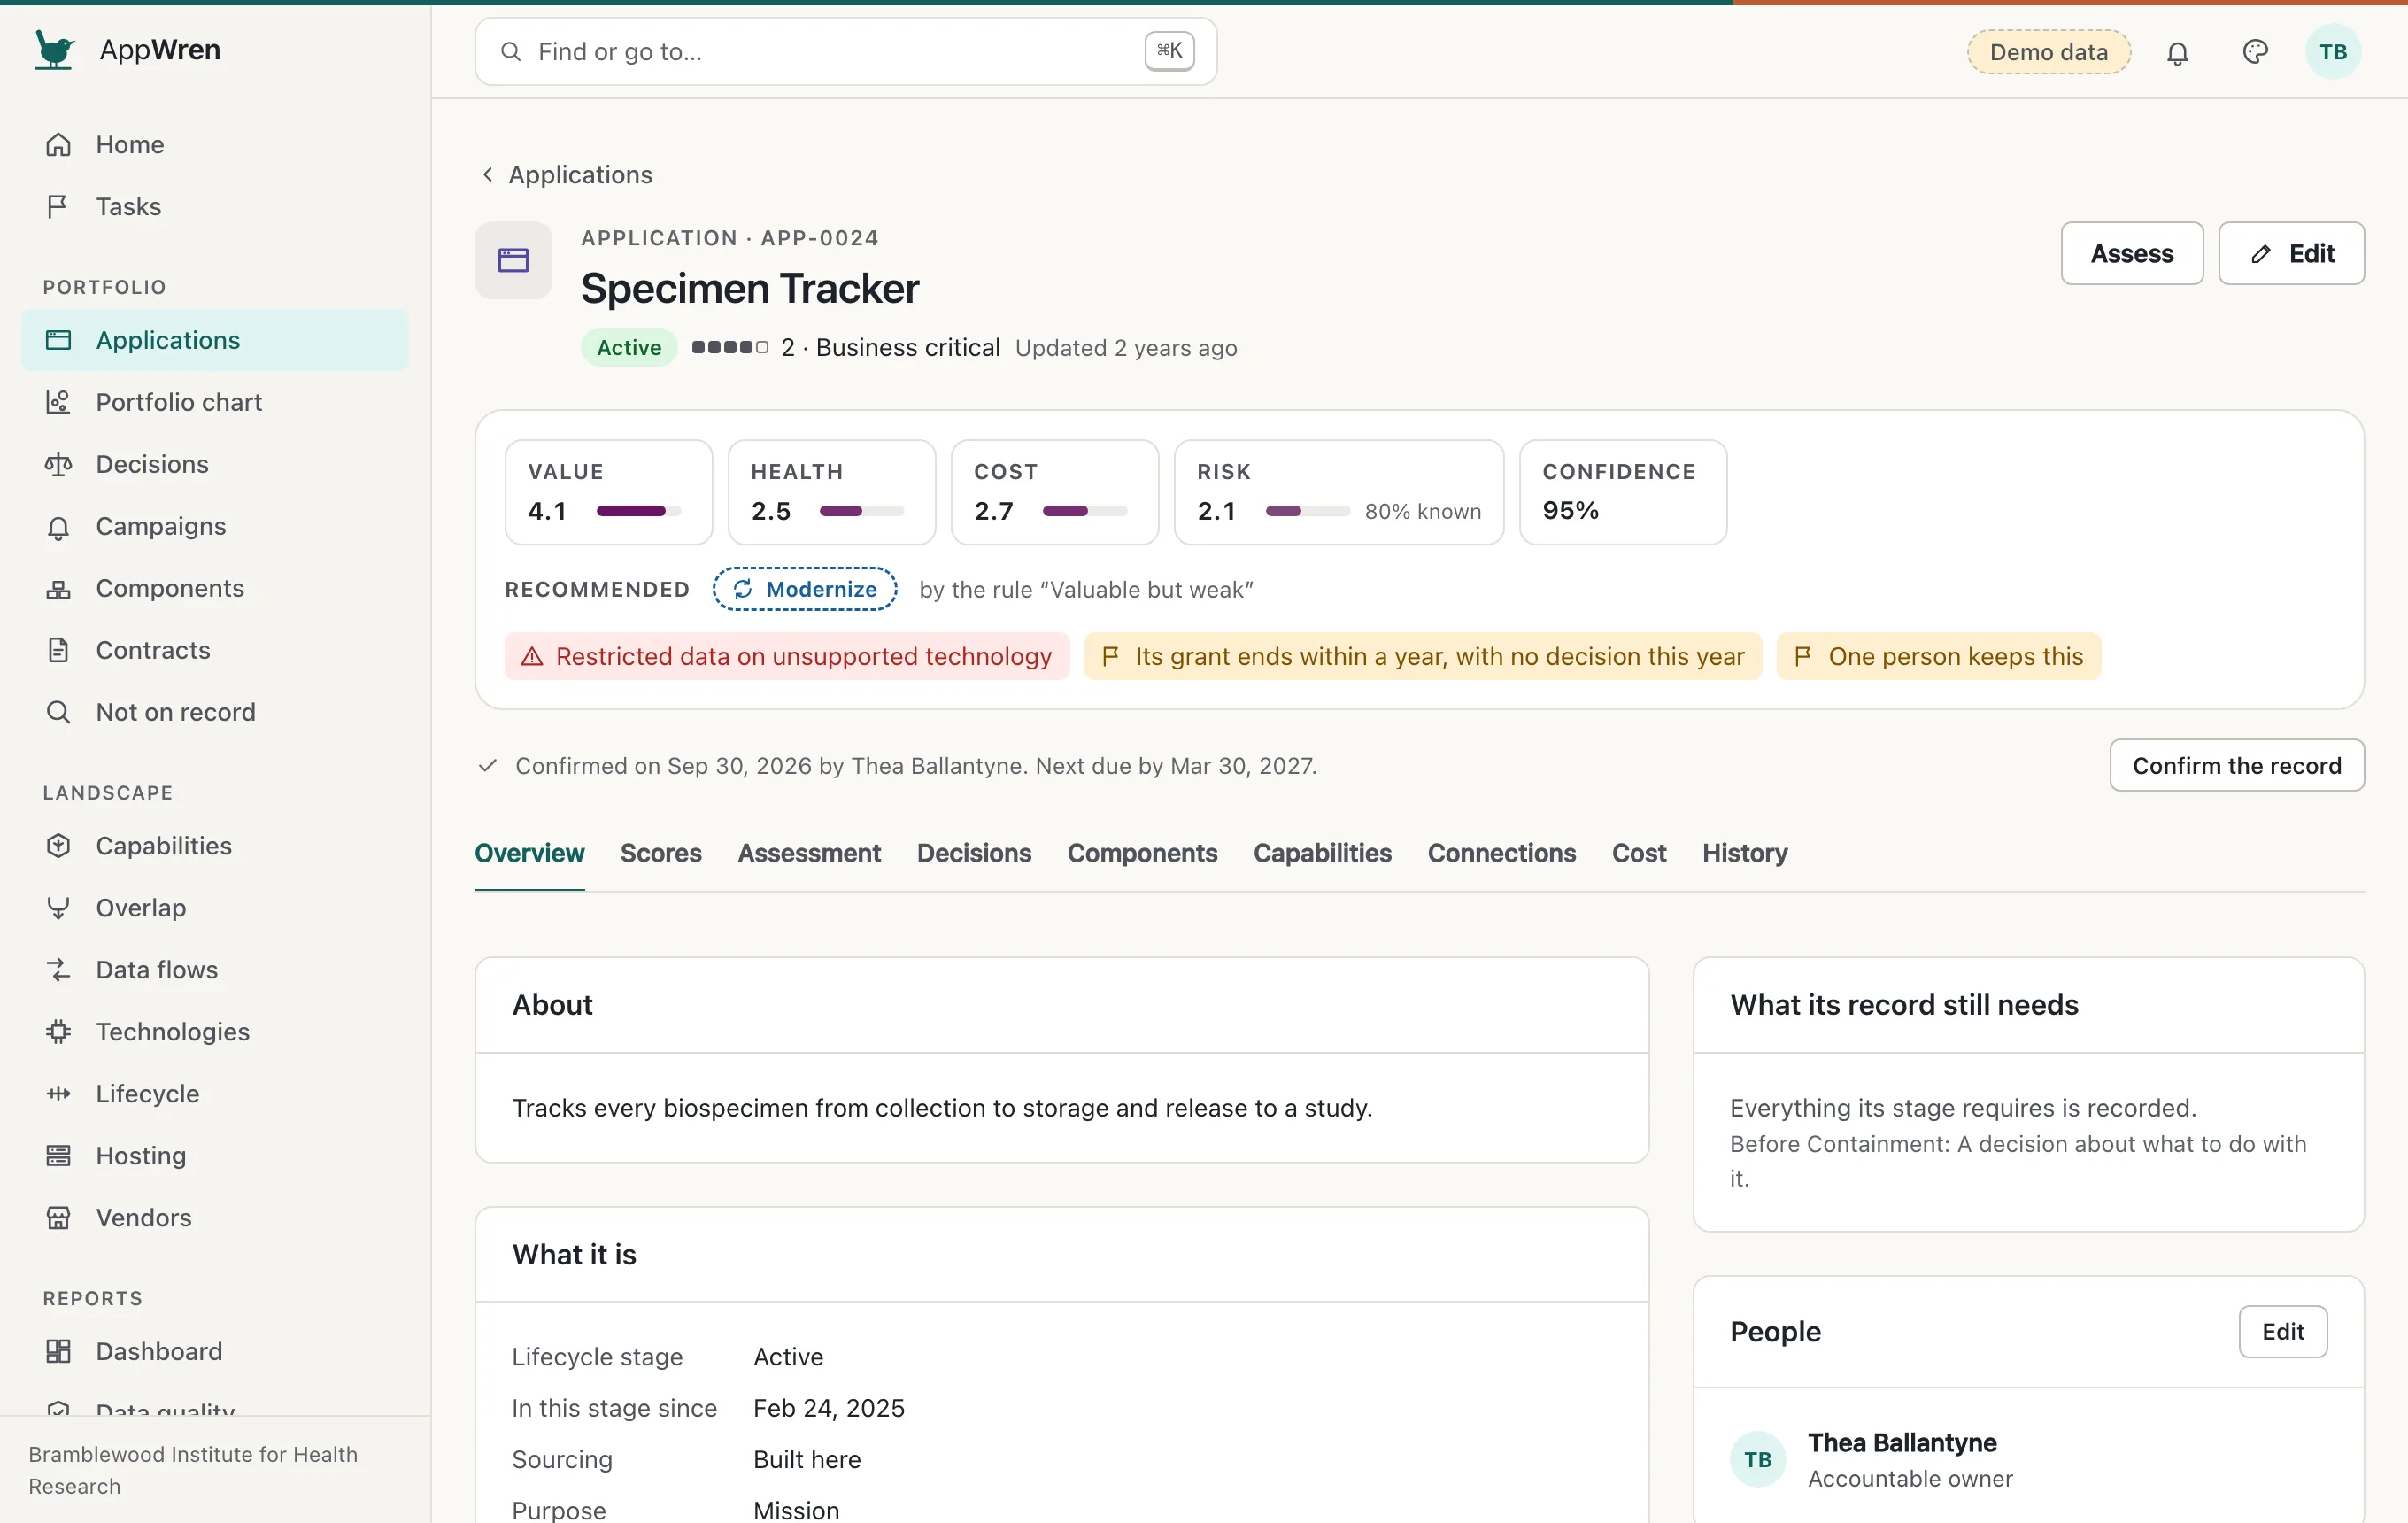 AppWren
Find or go to...
⌘K
Demo data
TB
Home
Tasks
PORTFOLIO
Applications
Portfolio chart
Decisions
Campaigns
Components
Contracts
Not on record
LANDSCAPE
Capabilities
Overlap
Data flows
Technologies
Lifecycle
Hosting
Vendors
REPORTS
Dashboard
Data quality
Bramblewood Institute for Health
Research
Applications
APPLICATION · APP-0024
Specimen Tracker
Active 2 · Business critical Updated 2 years ago
Assess
Edit
VALUE
4.1
HEALTH
2.5
COST
2.7
RISK
2.1 80% known
CONFIDENCE
95%
RECOMMENDED Modernize by the rule “Valuable but weak”
Restricted data on unsupported technology
Its grant ends within a year, with no decision this year
One person keeps this
Confirmed on Sep 30, 2026 by Thea Ballantyne. Next due by Mar 30, 2027.
Confirm the record
Overview Scores Assessment Decisions Components Capabilities Connections Cost History
About
Tracks every biospecimen from collection to storage and release to a study.
What it is
Lifecycle stage Active
In this stage since Feb 24, 2025
Sourcing Built here
Purpose Mission
What its record still needs
Everything its stage requires is recorded.
Before Containment: A decision about what to do with
it.
People
Edit
TB
Thea Ballantyne
Accountable owner